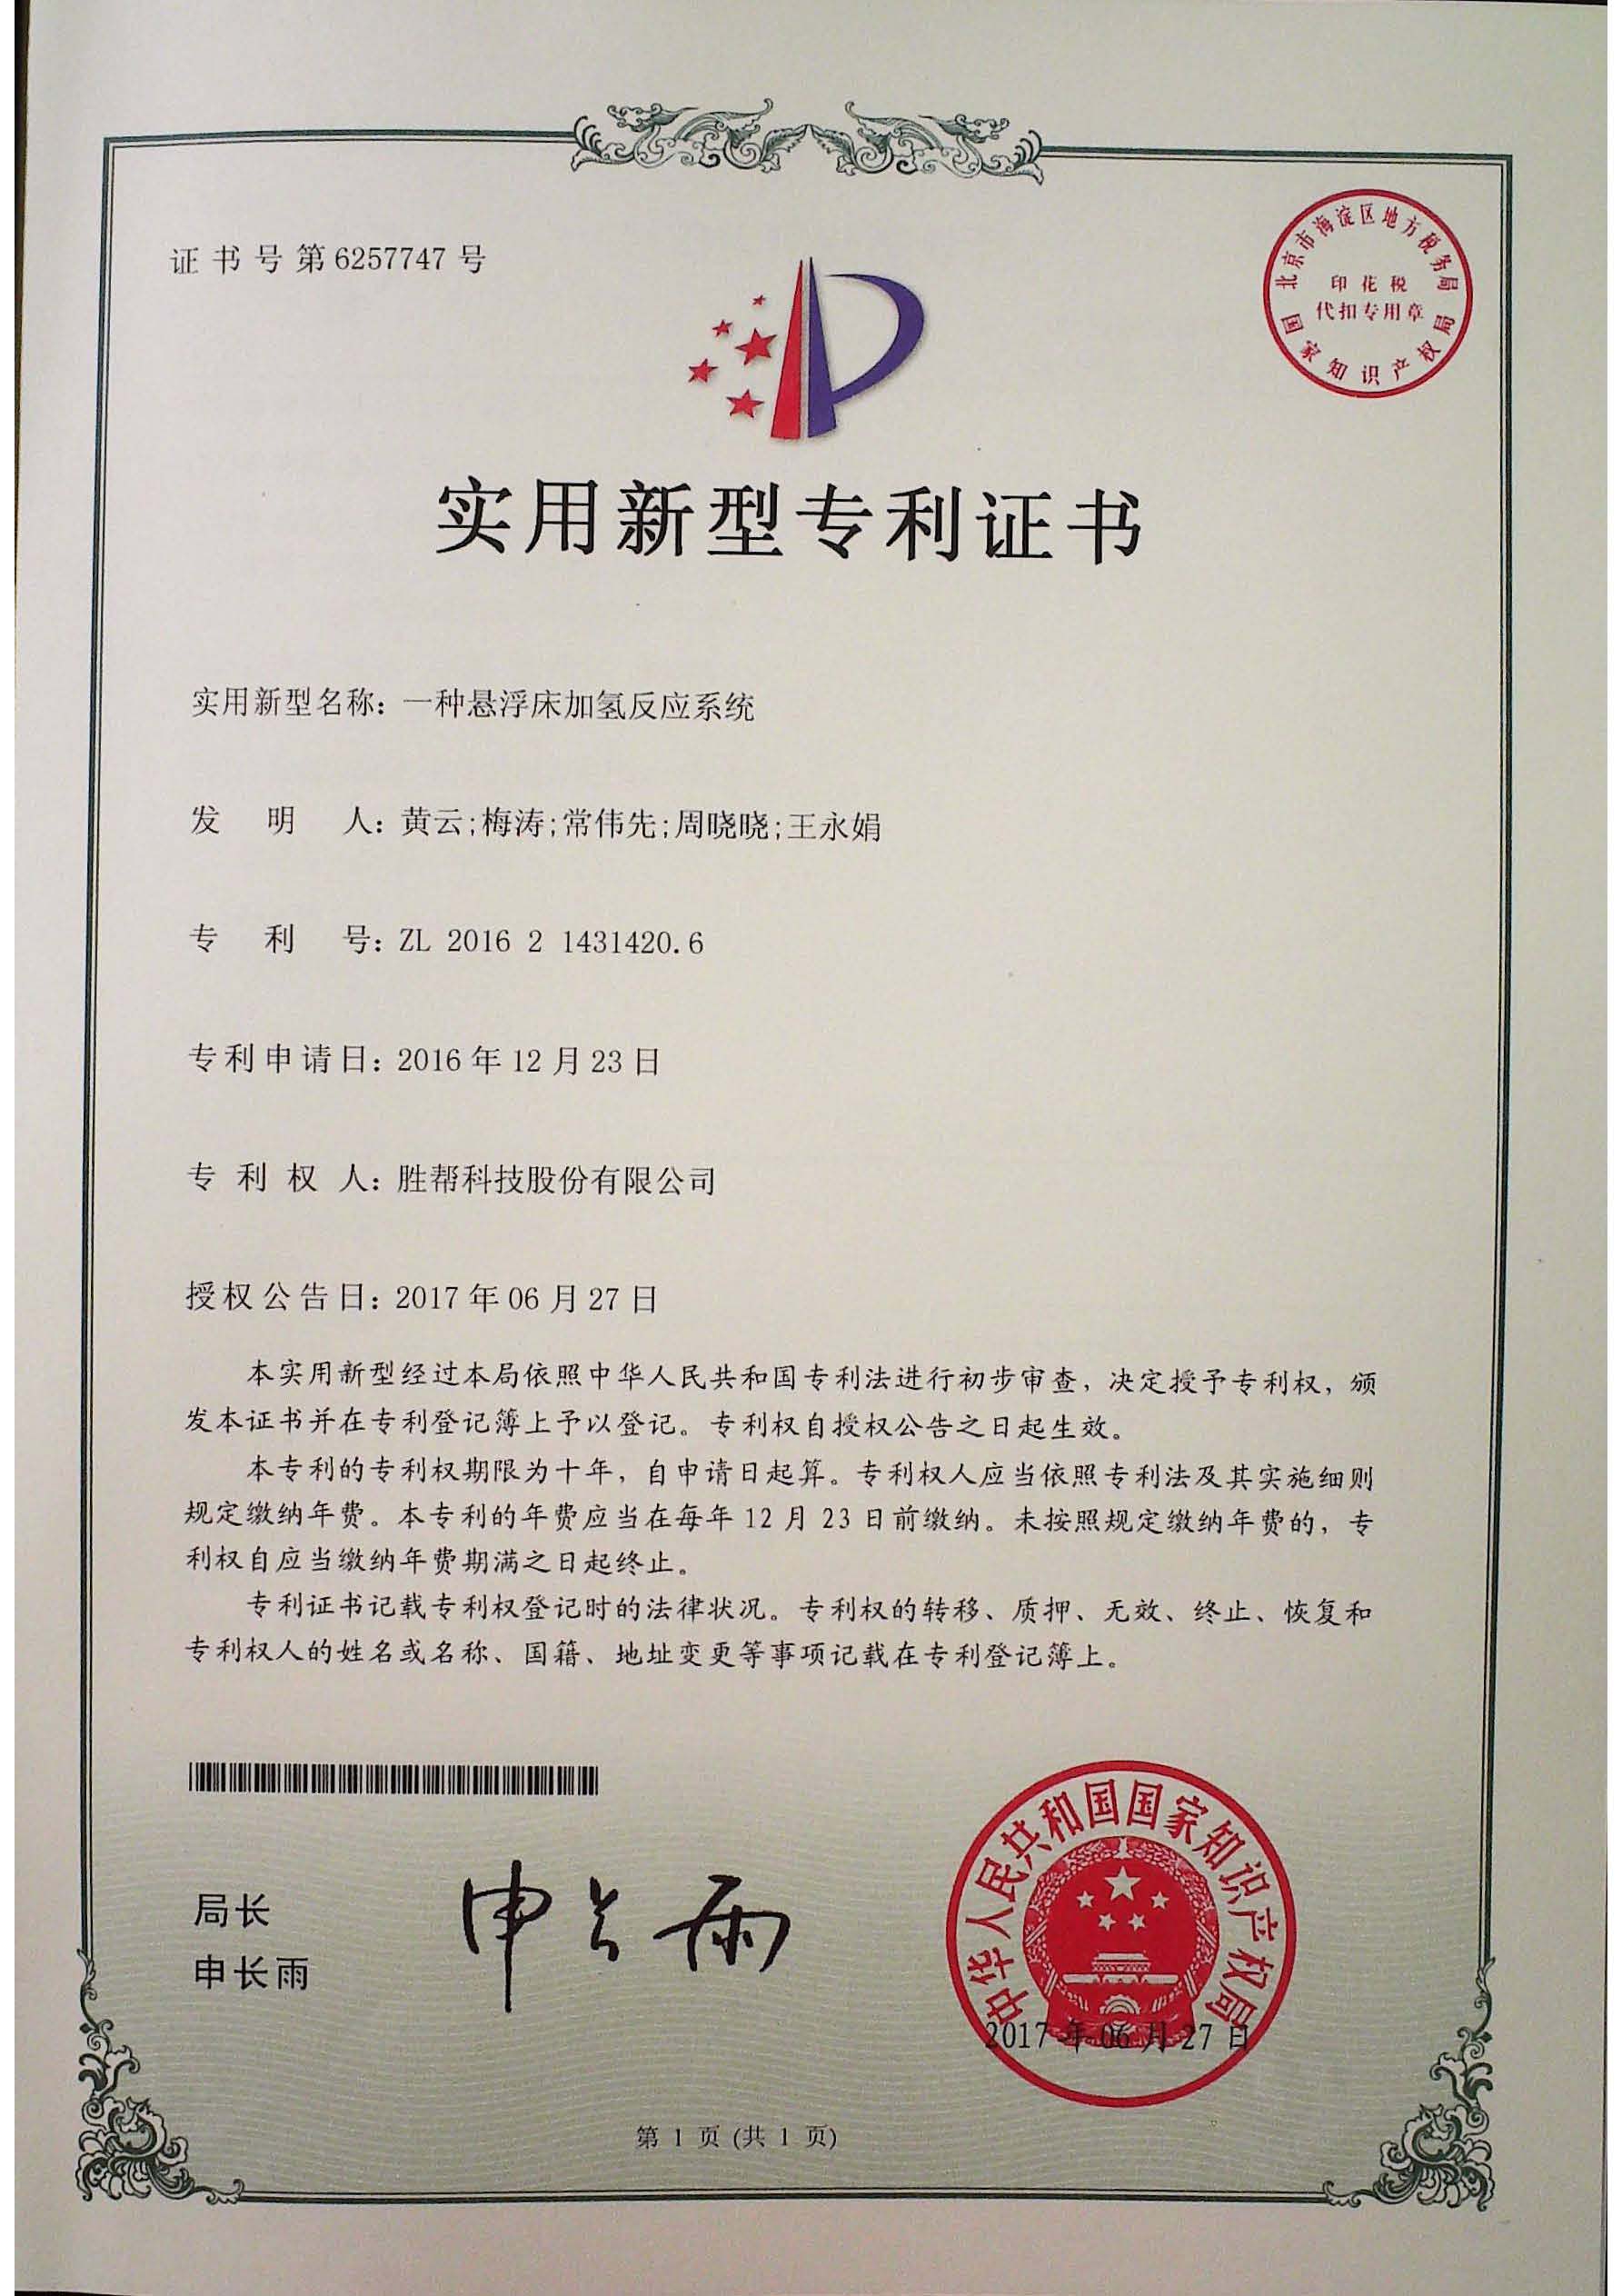 证书号第6257747号
北京市海淀区地方税务局
印花税
代扣专用章
国家知识产权局
实用新型专利证书
实用新型名称：一种悬浮床加氢反应系统
发明人：黄云;梅涛;常伟先;周晓晓;王永娟
专利号：ZL 2016 2 1431420.6
专利申请日：2016年12月23日
专利权人：胜帮科技股份有限公司
授权公告日：2017年06月27日
本实用新型经过本局依照中华人民共和国专利法进行初步审查，决定授予专利权，颁
发本证书并在专利登记簿上予以登记。专利权自授权公告之日起生效。
本专利的专利权期限为十年，自申请日起算。专利权人应当依照专利法及其实施细则
规定缴纳年费。本专利的年费应当在每年12月23日前缴纳。未按照规定缴纳年费的，专
利权自应当缴纳年费期满之日起终止。
专利证书记载专利权登记时的法律状况。专利权的转移、质押、无效、终止、恢复和
专利权人的姓名或名称、国籍、地址变更等事项记载在专利登记簿上。
局长
申长雨
申长雨
中华人民共和国国家知识产权局
2017年06月27日
第1页(共1页)